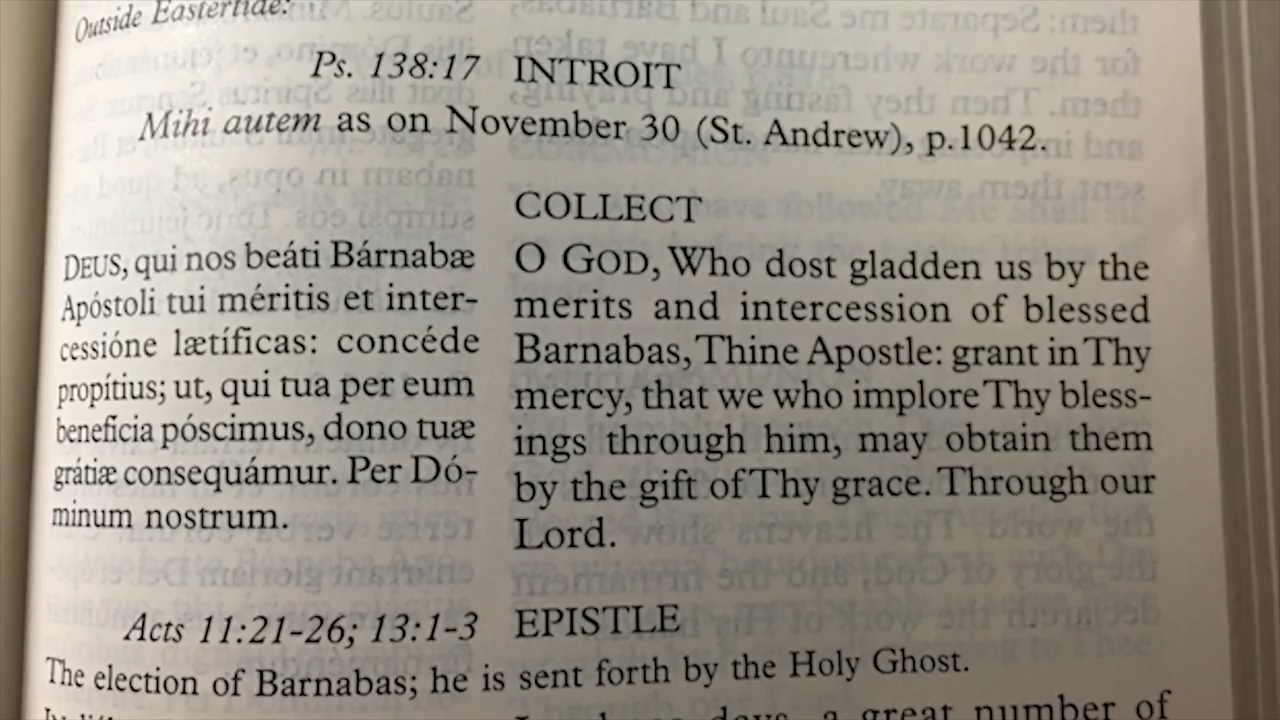 Outside Eastertide:
Ps. 138:17 INTROIT
Mihi autem as on November 30 (St. Andrew), p.1042.
COLLECT
DEUS, qui nos beáti Bárnabæ
Apóstoli tui méritis et inter-
cessióne lætíficas: concéde
propítius; ut, qui tua per eum
benefícia póscimus, dono tuæ
grátiæ consequámur. Per Dó-
minum nostrum.
O GOD, Who dost gladden us by the
merits and intercession of blessed
Barnabas, Thine Apostle: grant in Thy
mercy, that we who implore Thy bless-
ings through him, may obtain them
by the gift of Thy grace. Through our
Lord.
Acts 11:21-26; 13:1-3 EPISTLE
The election of Barnabas; he is sent forth by the Holy Ghost.
days, a great number of